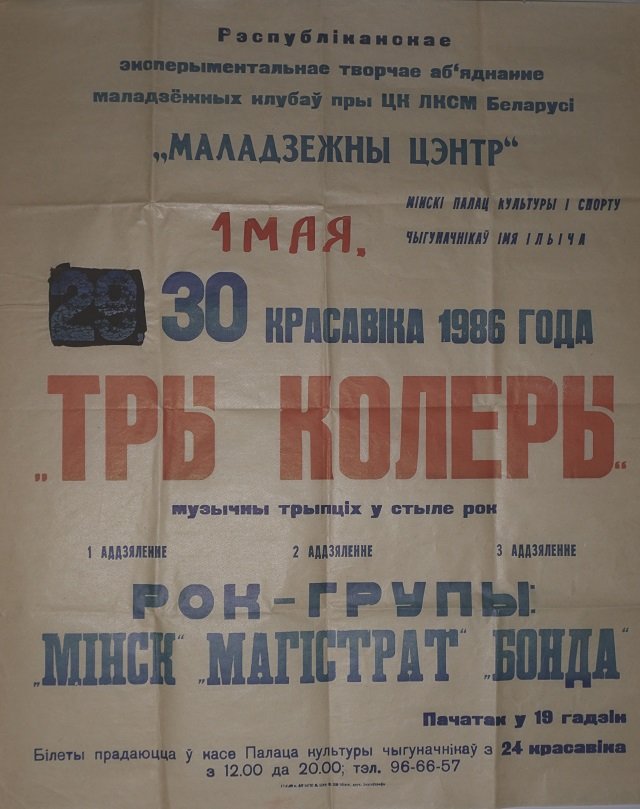 Рэспубліканскае
эксперыментальнае творчае аб‘яднанне
маладзёжных клубаў пры ЦК ЛКСМ Беларусі
„МАЛАДЗЕЖНЫ ЦЭНТР“
МІНСКІ ПАЛАЦ КУЛЬТУРЫ І СПОРТУ
ЧЫГУНАЧНІКАЎ ІМЯ ІЛЬІЧА
1 МАЯ,
29, 30 КРАСАВІКА 1986 ГОДА
„ТРЫ КОЛЕРЫ“
музычны трыпціх у стыле рок
1 АДДЗЯЛЕННЕ 2 АДДЗЯЛЕННЕ 3 АДДЗЯЛЕННЕ
РОК-ГРУПЫ:
„МІНСК“ „МАГІСТРАТ“ „БОНДА“
Пачатак у 19 гадзін
Білеты прадаюцца ў касе Палаца культуры чыгуначнікаў з 24 красавіка
з 12.00 да 20.00; тэл. 96-66-57